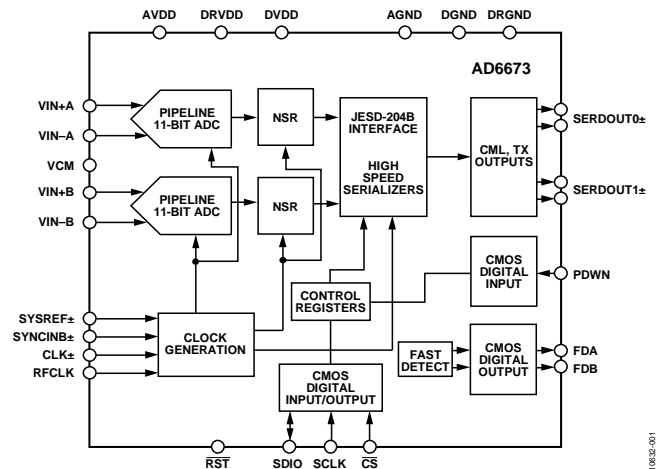 AVDD DRVDD DVDD AGND DGND DRGND
AD6673
VIN+A
VIN–A
VCM
VIN+B
VIN–B
PIPELINE
11-BIT ADC
NSR
PIPELINE
11-BIT ADC
NSR
JESD-204B
INTERFACE
HIGH
SPEED
SERIALIZERS
CML, TX
OUTPUTS
SERDOUT0±
SERDOUT1±
CMOS
DIGITAL
INPUT
PDWN
CONTROL
REGISTERS
SYSREF±
SYNCINB±
CLK±
RFCLK
CLOCK
GENERATION
FAST
DETECT
CMOS
DIGITAL
OUTPUT
FDA
FDB
CMOS
DIGITAL
INPUT/OUTPUT
RST SDIO SCLK CS
10632-001